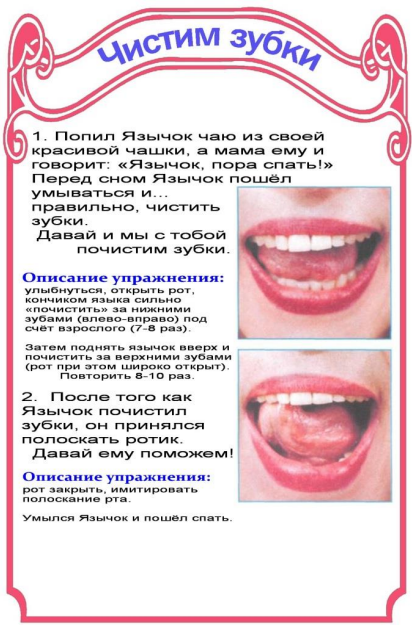 Чистим зубки
1. Попил Язычок чаю из своей
красивой чашки, а мама ему и
говорит: «Язычок, пора спать!»
Перед сном Язычок пошёл
умываться и...
правильно, чистить
зубки.
Давай и мы с тобой
почистим зубки.
Описание упражнения:
улыбнуться, открыть рот,
кончиком языка сильно
«почистить» за нижними
зубами (влево-вправо) под
счёт взрослого (7-8 раз).
Затем поднять язычок вверх и
почистить за верхними зубами
(рот при этом широко открыт).
Повторить 8-10 раз.
2. После того как
Язычок почистил
зубки, он принялся
полоскать ротик.
Давай ему поможем!
Описание упражнения:
рот закрыть, имитировать
полоскание рта.
Умылся Язычок и пошёл спать.